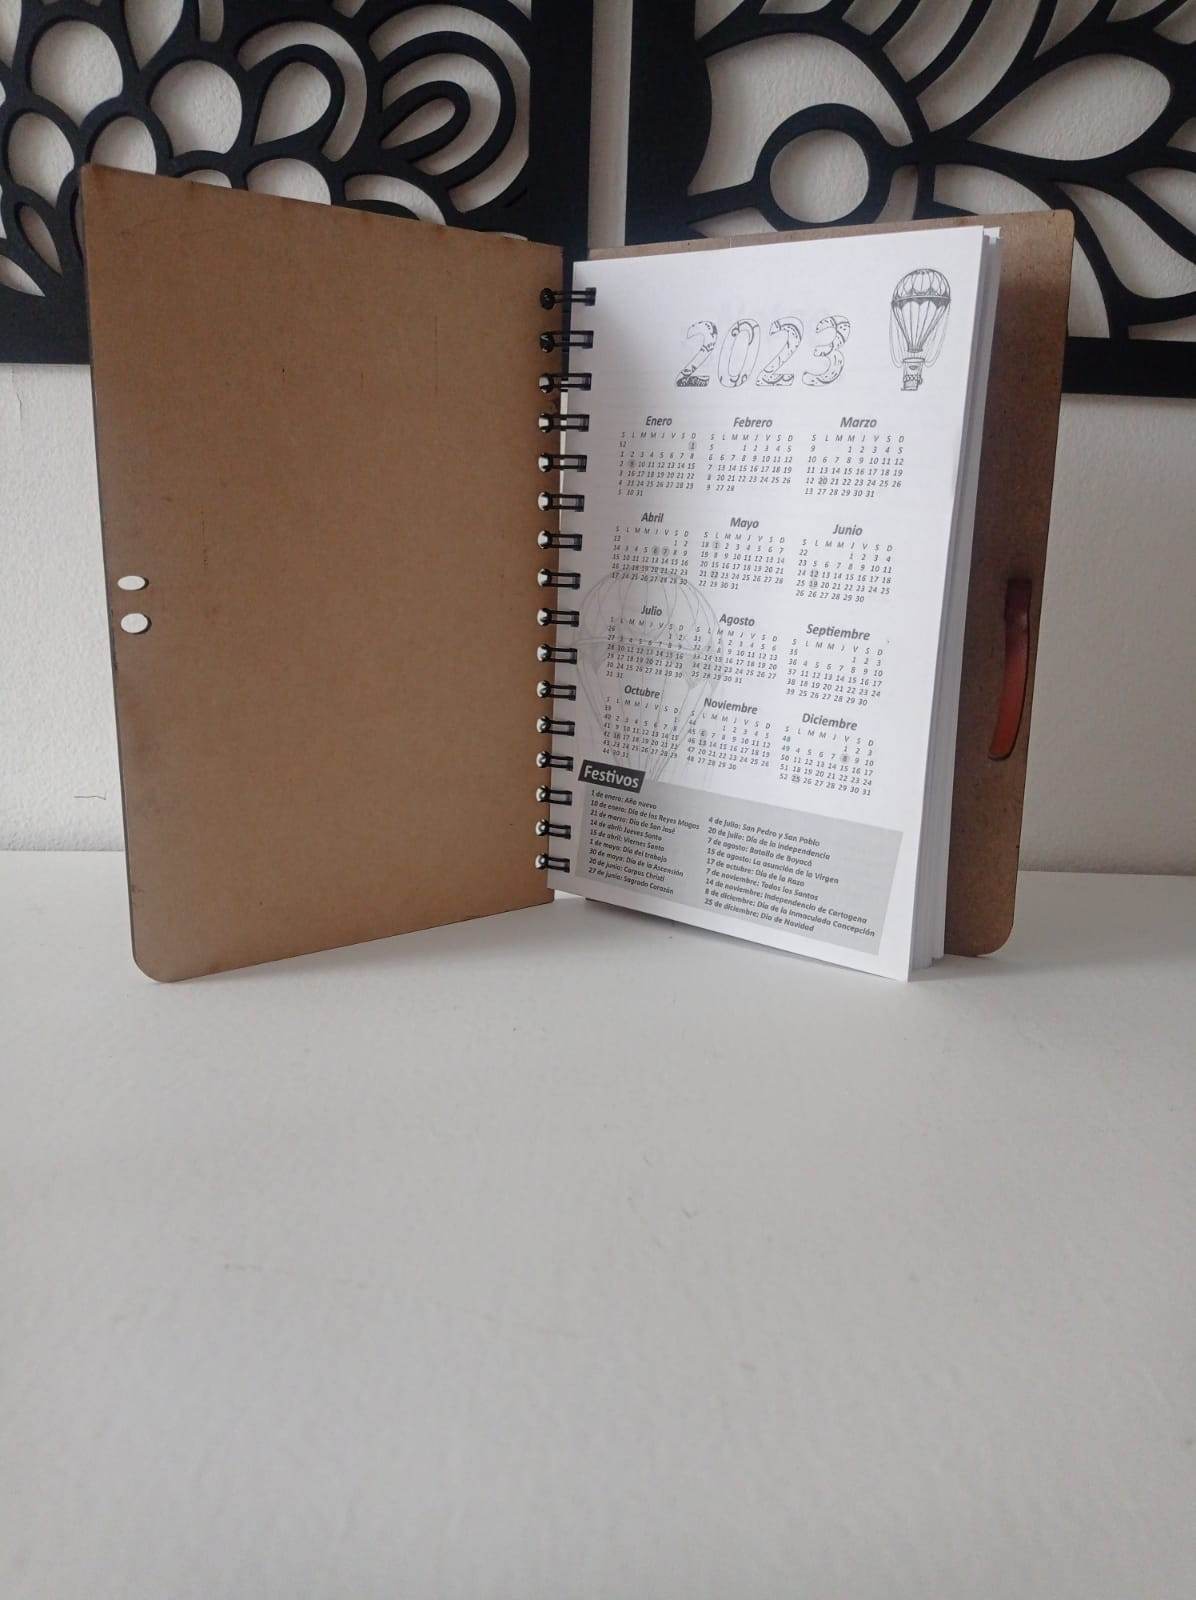 2023
Enero
S L M M J V S D
52 1
1 2 3 4 5 6 7 8
2 9 10 11 12 13 14 15
3 16 17 18 19 20 21 22
4 23 24 25 26 27 28 29
5 30 31
Febrero
S L M M J V S D
5 1 2 3 4 5
6 6 7 8 9 10 11 12
7 13 14 15 16 17 18 19
8 20 21 22 23 24 25 26
9 27 28
Marzo
S L M M J V S D
9 1 2 3 4 5
10 6 7 8 9 10 11 12
11 13 14 15 16 17 18 19
12 20 21 22 23 24 25 26
13 27 28 29 30 31
Abril
S L M M J V S D
1 2
14 3 4 5 6 7 8 9
15 10 11 12 13 14 15 16
16 17 18 19 20 21 22 23
17 24 25 26 27 28 29 30
Mayo
S L M M J V S D
18 1 2 3 4 5 6 7
19 8 9 10 11 12 13 14
20 15 16 17 18 19 20 21
21 22 23 24 25 26 27 28
22 29 30 31
Junio
S L M M J V S D
22 1 2 3 4
23 5 6 7 8 9 10 11
24 12 13 14 15 16 17 18
25 19 20 21 22 23 24 25
26 26 27 28 29 30
Julio
L M M J V S D
26 1 2
27 3 4 5 6 7 8 9
28 10 11 12 13 14 15 16
29 17 18 19 20 21 22 23
30 24 25 26 27 28 29 30
31 31
Agosto
S L M M J V S D
31 1 2 3 4 5 6
32 7 8 9 10 11 12 13
33 14 15 16 17 18 19 20
21 22 23 24 25 26 27
28 29 30 31
Septiembre
S L M M J V S D
35 1 2 3
36 4 5 6 7 8 9 10
37 11 12 13 14 15 16 17
38 18 19 20 21 22 23 24
39 25 26 27 28 29 30
Octubre
S L M M J V S D
39 1
40 2 3 4 5 6 7 8
41 9 10 11 12 13 14 15
42 16 17 18 19 20 21 22
43 23 24 25 26 27 28 29
44 30 31
Noviembre
S L M M J V S D
44 1 2 3 4 5
45 6 7 8 9 10 11 12
46 13 14 15 16 17 18 19
47 20 21 22 23 24 25 26
48 27 28 29 30
Diciembre
S L M M J V S D
48 1 2 3
49 4 5 6 7 8 9 10
50 11 12 13 14 15 16 17
51 18 19 20 21 22 23 24
52 25 26 27 28 29 30 31
Festivos
1 de enero: Año nuevo
10 de enero: Día de los Reyes Magos
21 de marzo: Día de San José
14 de abril: Jueves Santo
15 de abril: Viernes Santo
1 de mayo: Día del trabajo
30 de mayo: Día de la Ascensión
20 de junio: Corpus Christi
27 de junio: Sagrado Corazón
4 de julio: San Pedro y San Pablo
20 de julio: Día de la independencia
7 de agosto: Batalla de Boyacá
15 de agosto: La asunción de la Virgen
17 de octubre: Día de la Raza
7 de noviembre: Todos los Santos
14 de noviembre: Independencia de Cartagena
8 de diciembre: Día de la Inmaculada Concepción
25 de diciembre: Día de Navidad